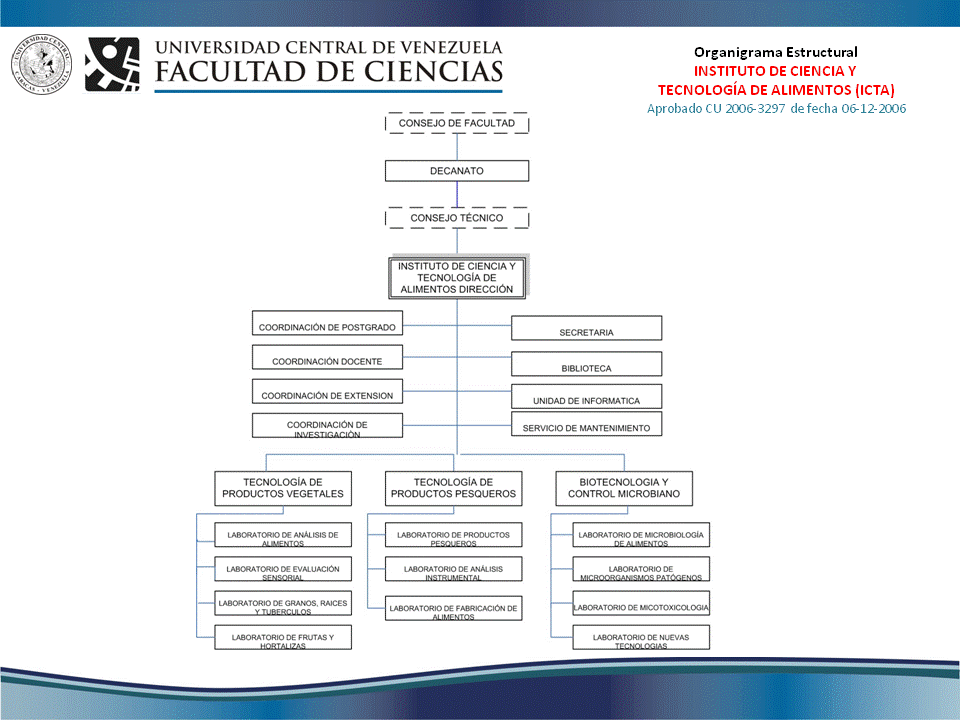 UNIVERSIDAD CENTRAL DE VENEZUELA
FACULTAD DE CIENCIAS
Organigrama Estructural
INSTITUTO DE CIENCIA Y
TECNOLOGÍA DE ALIMENTOS (ICTA)
Aprobado CU 2006-3297 de fecha 06-12-2006
CONSEJO DE FACULTAD
DECANATO
CONSEJO TÉCNICO
INSTITUTO DE CIENCIA Y
TECNOLOGÍA DE
ALIMENTOS DIRECCIÓN
COORDINACIÓN DE POSTGRADO
SECRETARIA
COORDINACIÓN DOCENTE
BIBLIOTECA
COORDINACIÓN DE EXTENSION
UNIDAD DE INFORMATICA
COORDINACIÓN DE
INVESTIGACIÒN
SERVICIO DE MANTENIMIENTO
TECNOLOGÍA DE
PRODUCTOS VEGETALES
LABORATORIO DE ANÁLISIS DE
ALIMENTOS
LABORATORIO DE EVALUACIÓN
SENSORIAL
LABORATORIO DE GRANOS, RAICES
Y TUBERCULOS
LABORATORIO DE FRUTAS Y
HORTALIZAS
TECNOLOGÍA DE
PRODUCTOS PESQUEROS
LABORATORIO DE PRODUCTOS
PESQUEROS
LABORATORIO DE ANÁLISIS
INSTRUMENTAL
LABORATORIO DE FABRICACIÓN DE
ALIMENTOS
BIOTECNOLOGIA Y
CONTROL MICROBIANO
LABORATORIO DE MICROBIOLOGÍA
DE ALIMENTOS
LABORATORIO DE
MICROORGANISMOS PATÓGENOS
LABORATORIO DE MICOTOXICOLOGIA
LABORATORIO DE NUEVAS
TECNOLOGIAS